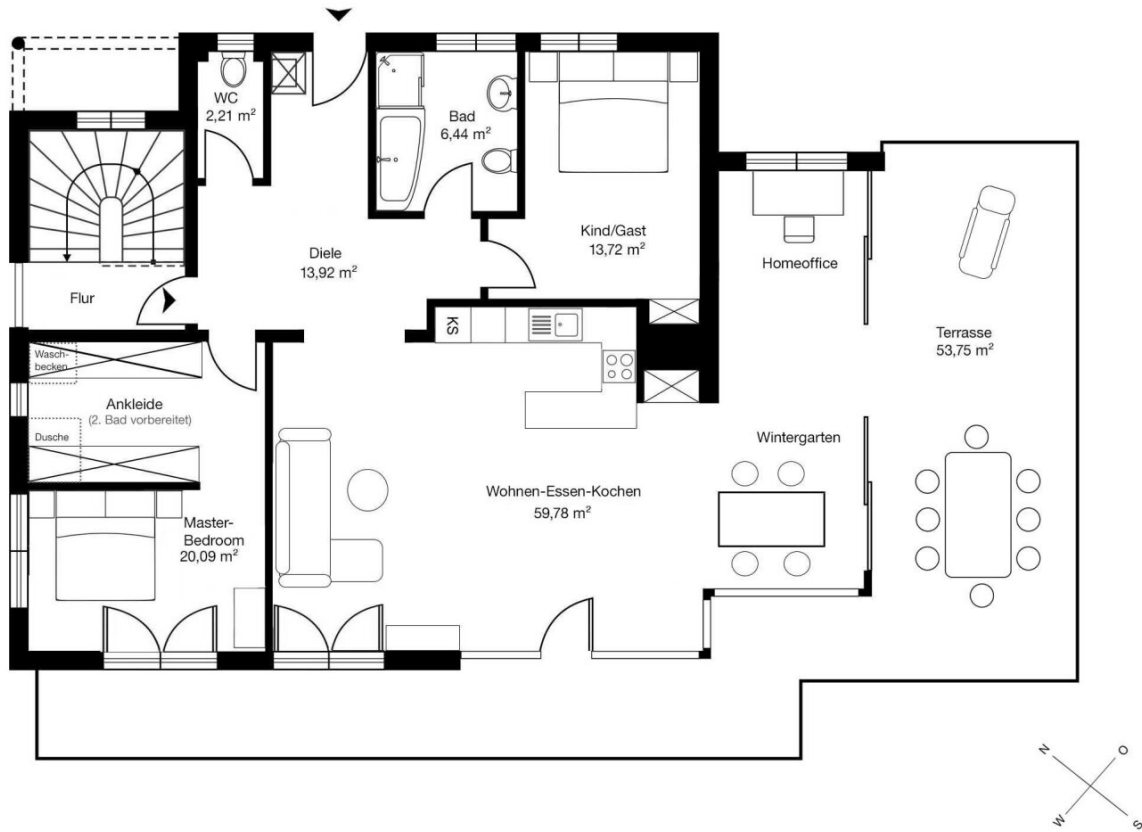 WC
2,21 m²
Bad
6,44 m²
Kind/Gast
13,72 m²
Homeoffice
Diele
13,92 m²
Flur
Terrasse
53,75 m²
KS
Wasch-
becken
Ankleide
(2. Bad vorbereitet)
Dusche
Wintergarten
Wohnen-Essen-Kochen
59,78 m²
Master-
Bedroom
20,09 m²
N
O
W
S